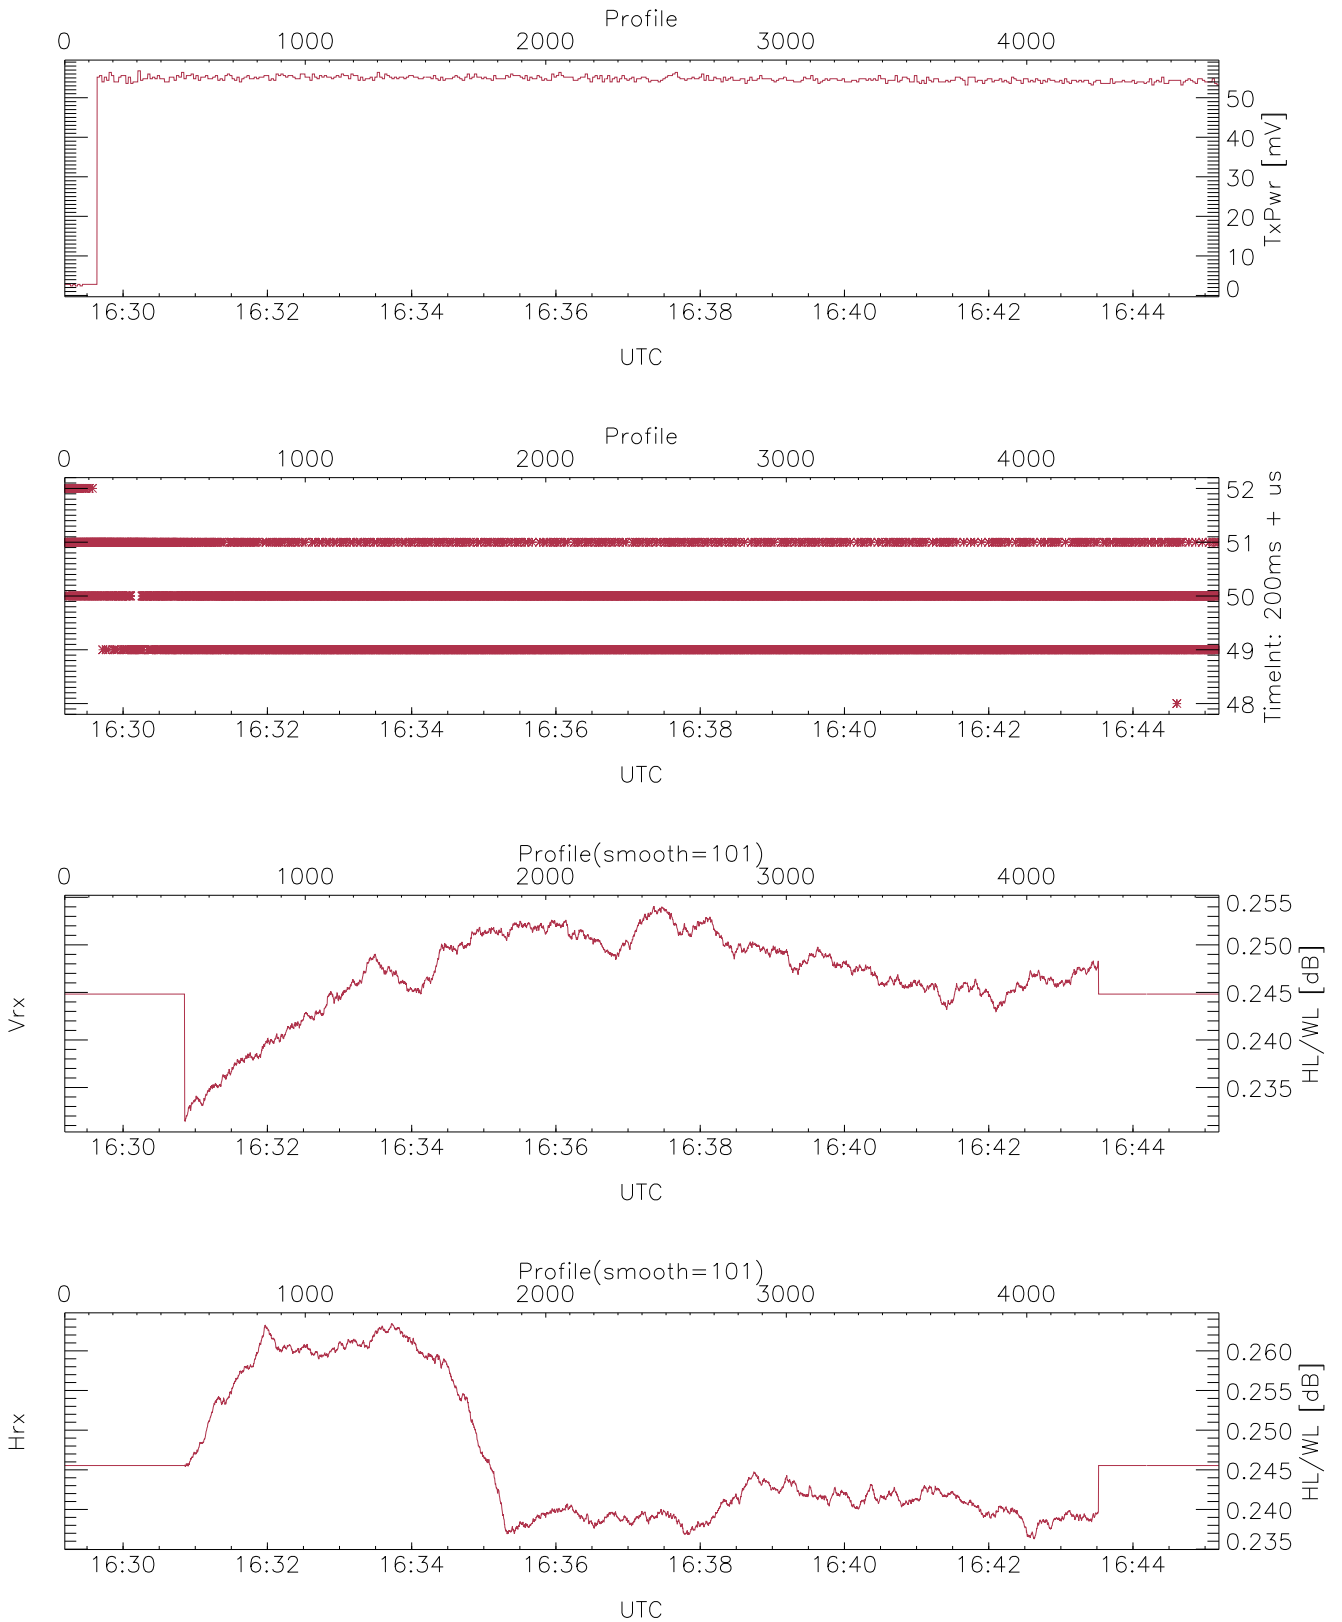 Profile
0 1000 2000 3000 4000
50
40
30
20
10
0
TxPwr [mV]
16:30 16:32 16:34 16:36 16:38 16:40 16:42 16:44
UTC
Profile
0 1000 2000 3000 4000
52
51
50
49
48
TimeInt: 200ms + us
16:30 16:32 16:34 16:36 16:38 16:40 16:42 16:44
UTC
Profile(smooth=101)
0 1000 2000 3000 4000
Vrx
0.255
0.250
0.245
0.240
0.235
HL/WL [dB]
16:30 16:32 16:34 16:36 16:38 16:40 16:42 16:44
UTC
Profile(smooth=101)
0 1000 2000 3000 4000
Hrx
0.260
0.255
0.250
0.245
0.240
0.235
HL/WL [dB]
16:30 16:32 16:34 16:36 16:38 16:40 16:42 16:44
UTC